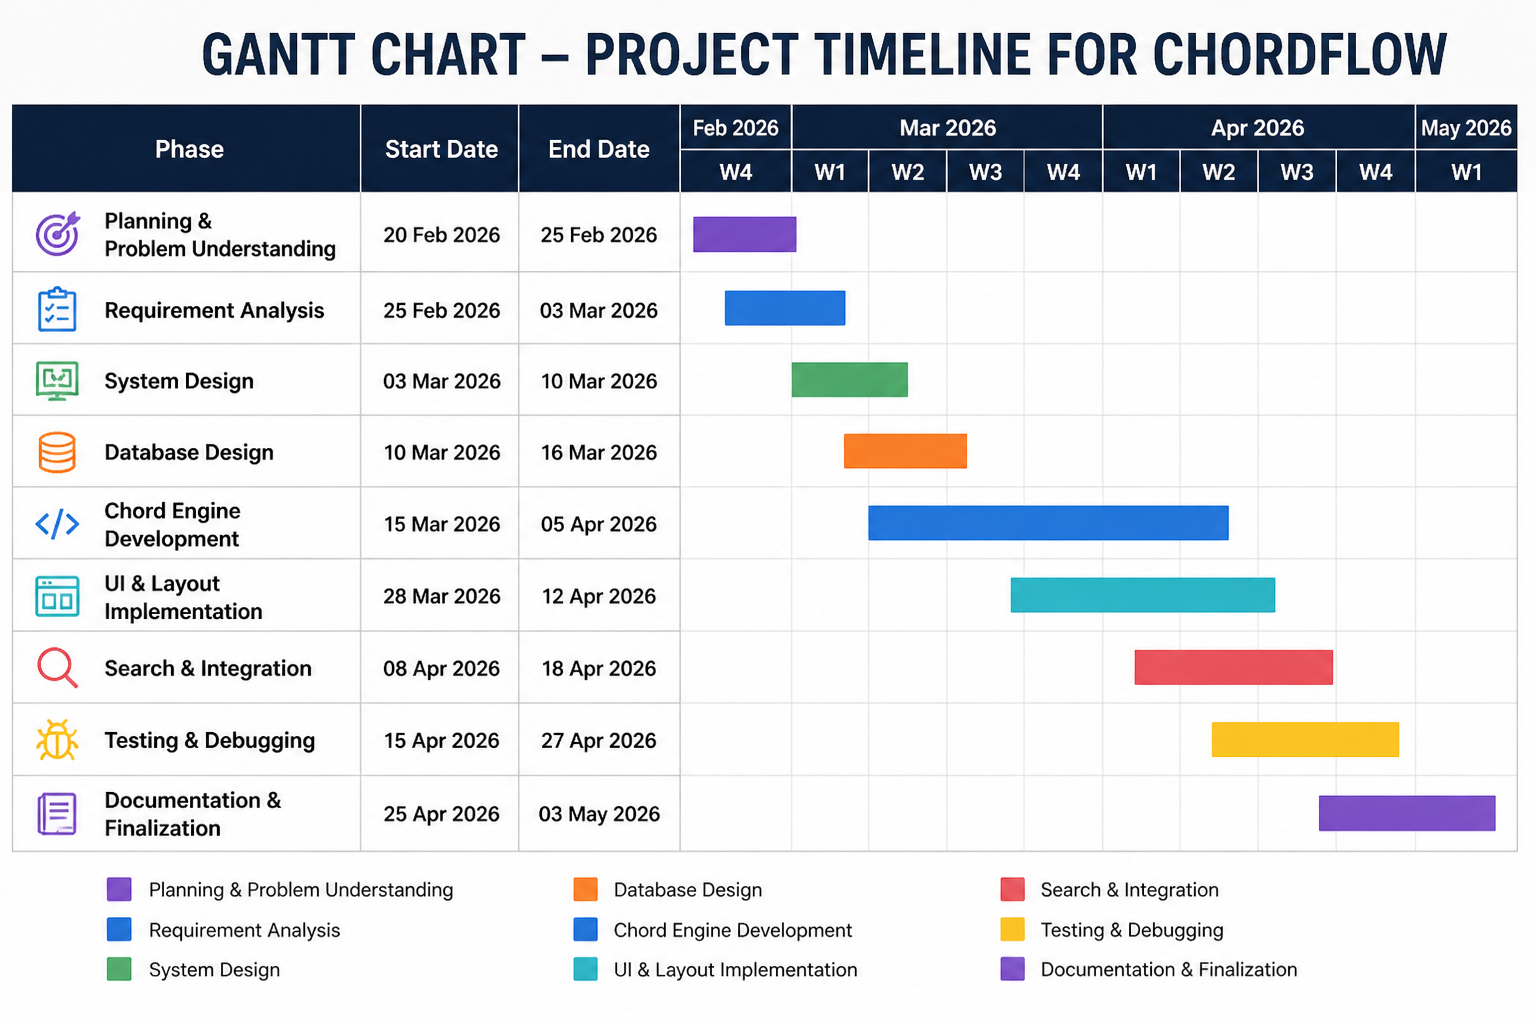 GANTT CHART – PROJECT TIMELINE FOR CHORDFLOW
Phase
Start Date
End Date
Feb 2026
Mar 2026
Apr 2026
May 2026
W4
W1
W2
W3
W4
W1
W2
W3
W4
W1
Planning &
Problem Understanding
20 Feb 2026
25 Feb 2026
Requirement Analysis
25 Feb 2026
03 Mar 2026
System Design
03 Mar 2026
10 Mar 2026
Database Design
10 Mar 2026
16 Mar 2026
Chord Engine
Development
15 Mar 2026
05 Apr 2026
UI & Layout
Implementation
28 Mar 2026
12 Apr 2026
Search & Integration
08 Apr 2026
18 Apr 2026
Testing & Debugging
15 Apr 2026
27 Apr 2026
Documentation &
Finalization
25 Apr 2026
03 May 2026
Planning & Problem Understanding
Requirement Analysis
System Design
Database Design
Chord Engine Development
UI & Layout Implementation
Search & Integration
Testing & Debugging
Documentation & Finalization